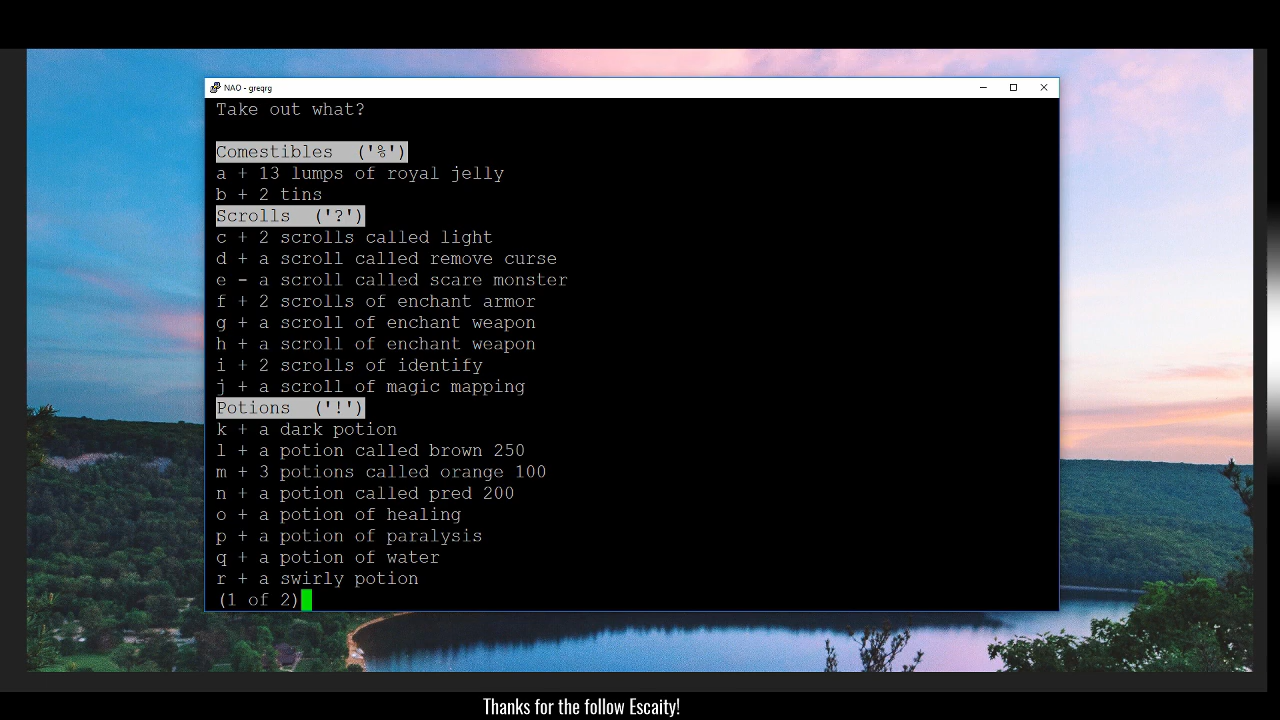 NAO - greqrg
Take out what?
Comestibles  ('%')
a + 13 lumps of royal jelly
b + 2 tins
Scrolls  ('?')
c + 2 scrolls called light
d + a scroll called remove curse
e - a scroll called scare monster
f + 2 scrolls of enchant armor
g + a scroll of enchant weapon
h + a scroll of enchant weapon
i + 2 scrolls of identify
j + a scroll of magic mapping
Potions  ('!')
k + a dark potion
l + a potion called brown 250
m + 3 potions called orange 100
n + a potion called pred 200
o + a potion of healing
p + a potion of paralysis
q + a potion of water
r + a swirly potion
(1 of 2)
Thanks for the follow Escaity!